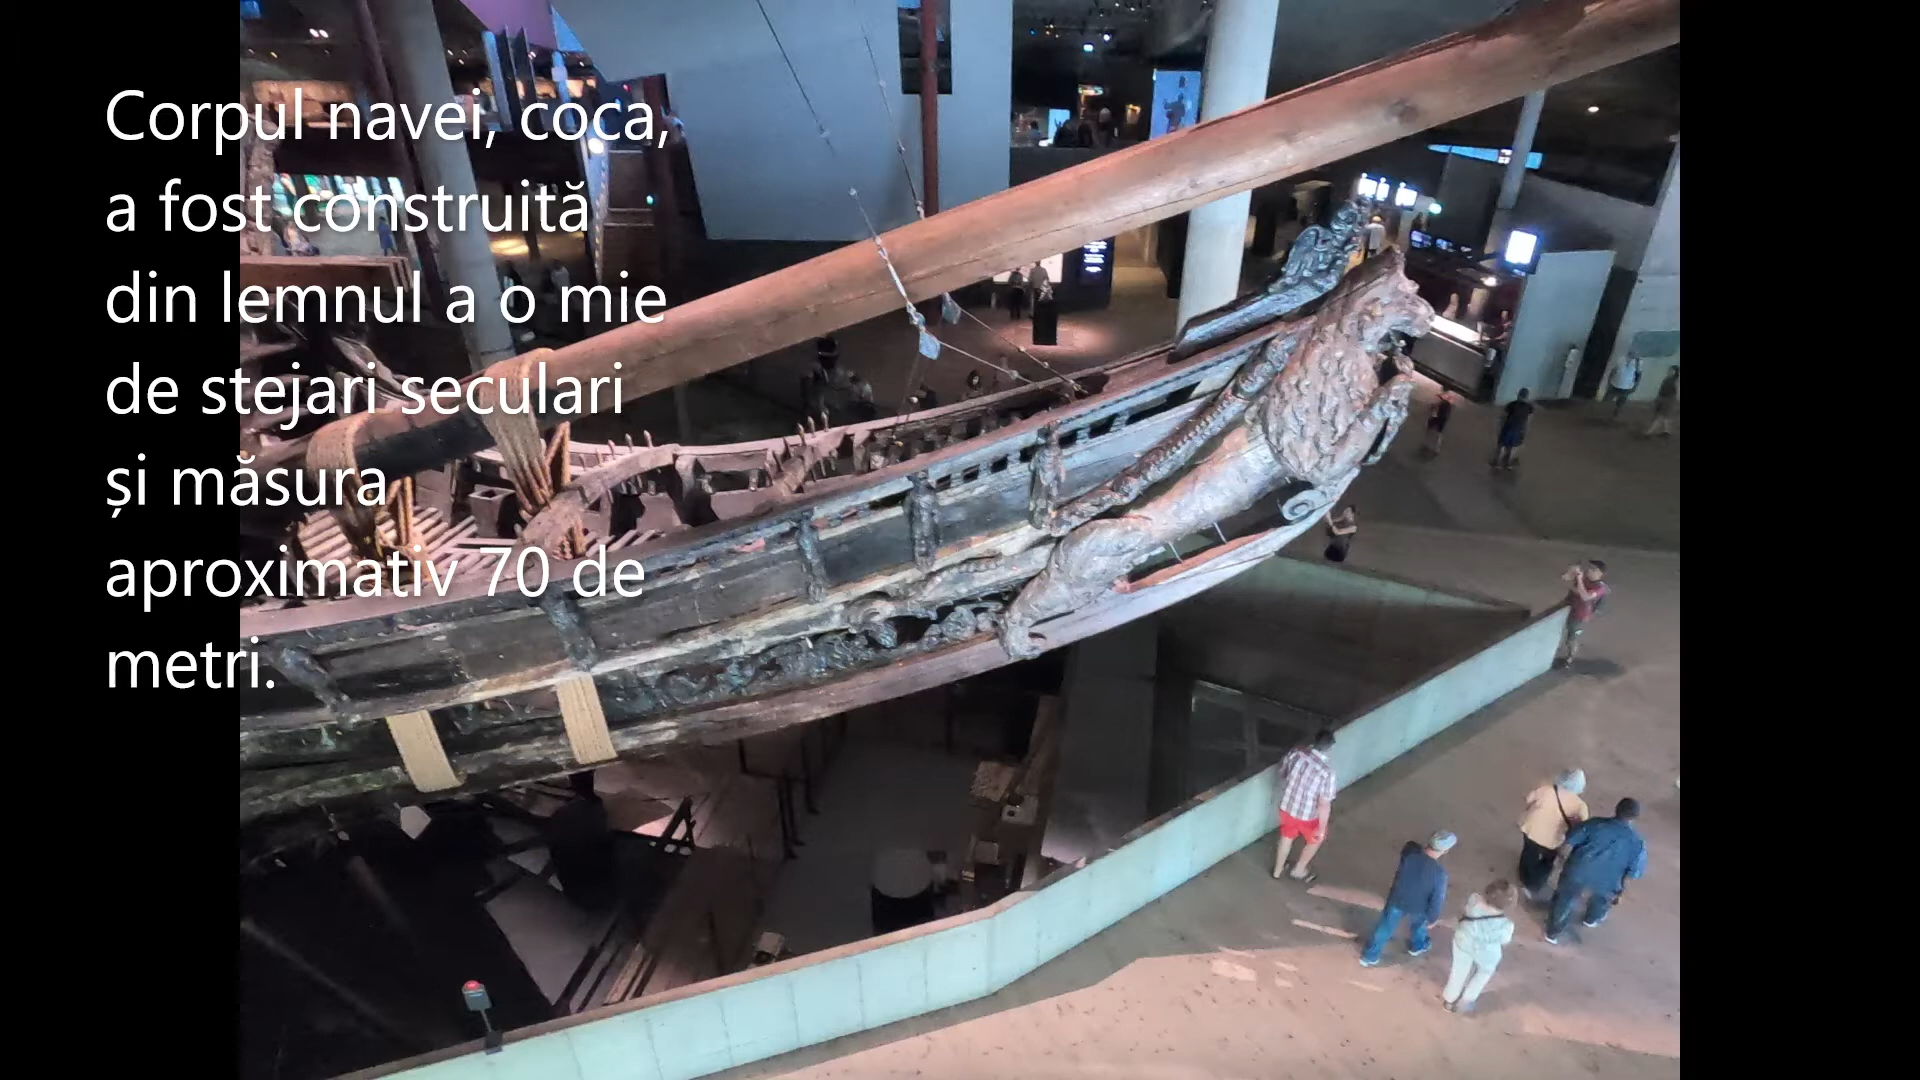 Corpul navei, coca,
a fost construită
din lemnul a o mie
de stejari seculari
și măsura
aproximativ 70 de
metri.